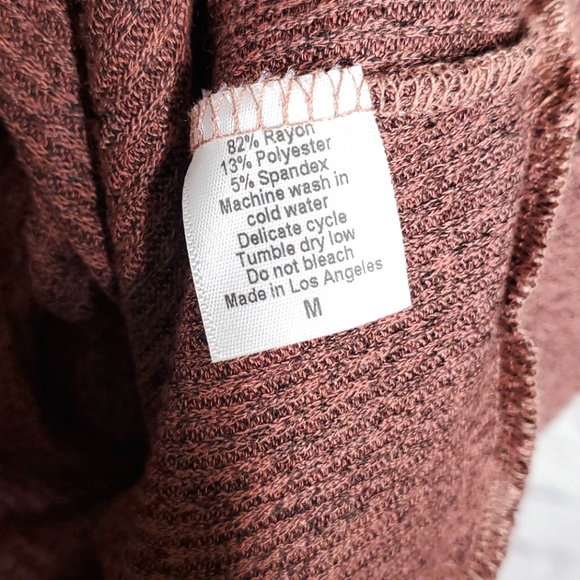 82% Rayon
13% Polyester
5% Spandex
Machine wash in
cold water
Delicate cycle
Tumble dry low
Do not bleach
Made in Los Angeles
M